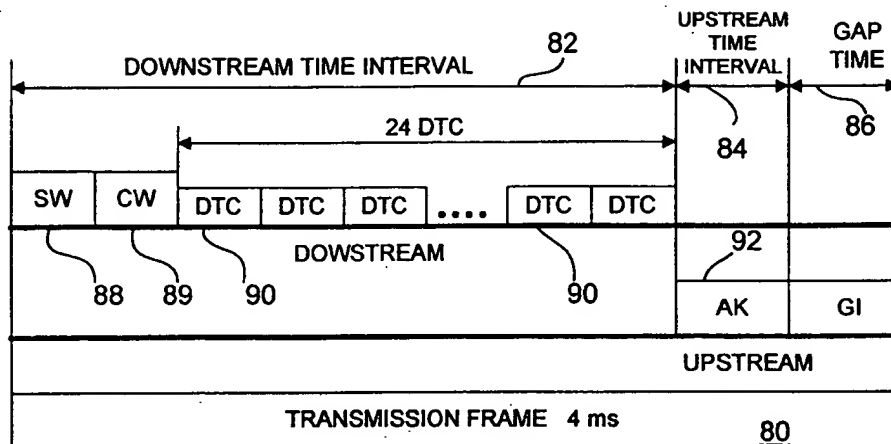 UPSTREAM
TIME
INTERVAL
GAP
TIME
DOWNSTREAM TIME INTERVAL
82
84
86
24 DTC
SW CW DTC DTC DTC .... DTC DTC
DOWSTREAM
88 89 90 90 92
AK GI
UPSTREAM
TRANSMISSION FRAME 4 ms
80